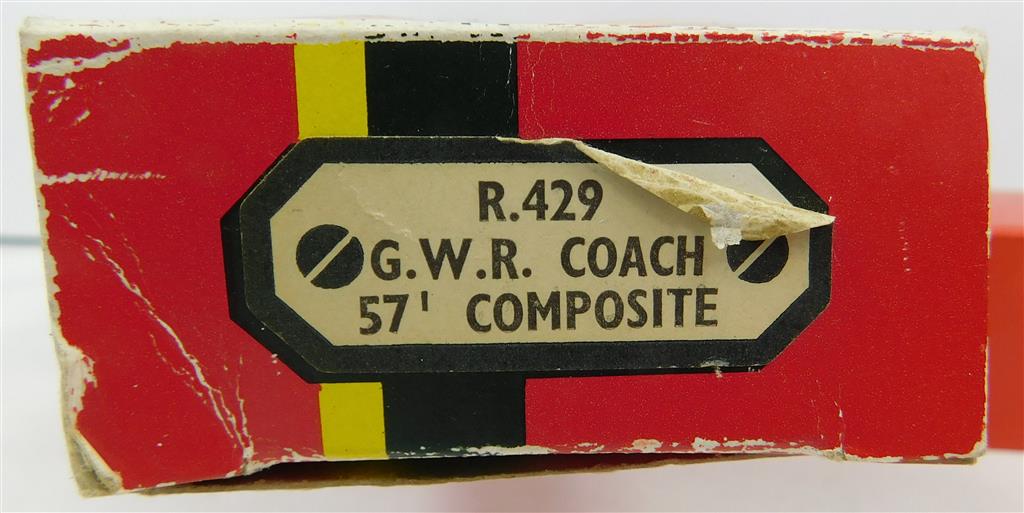 R.429
G.W.R. COACH
57' COMPOSITE